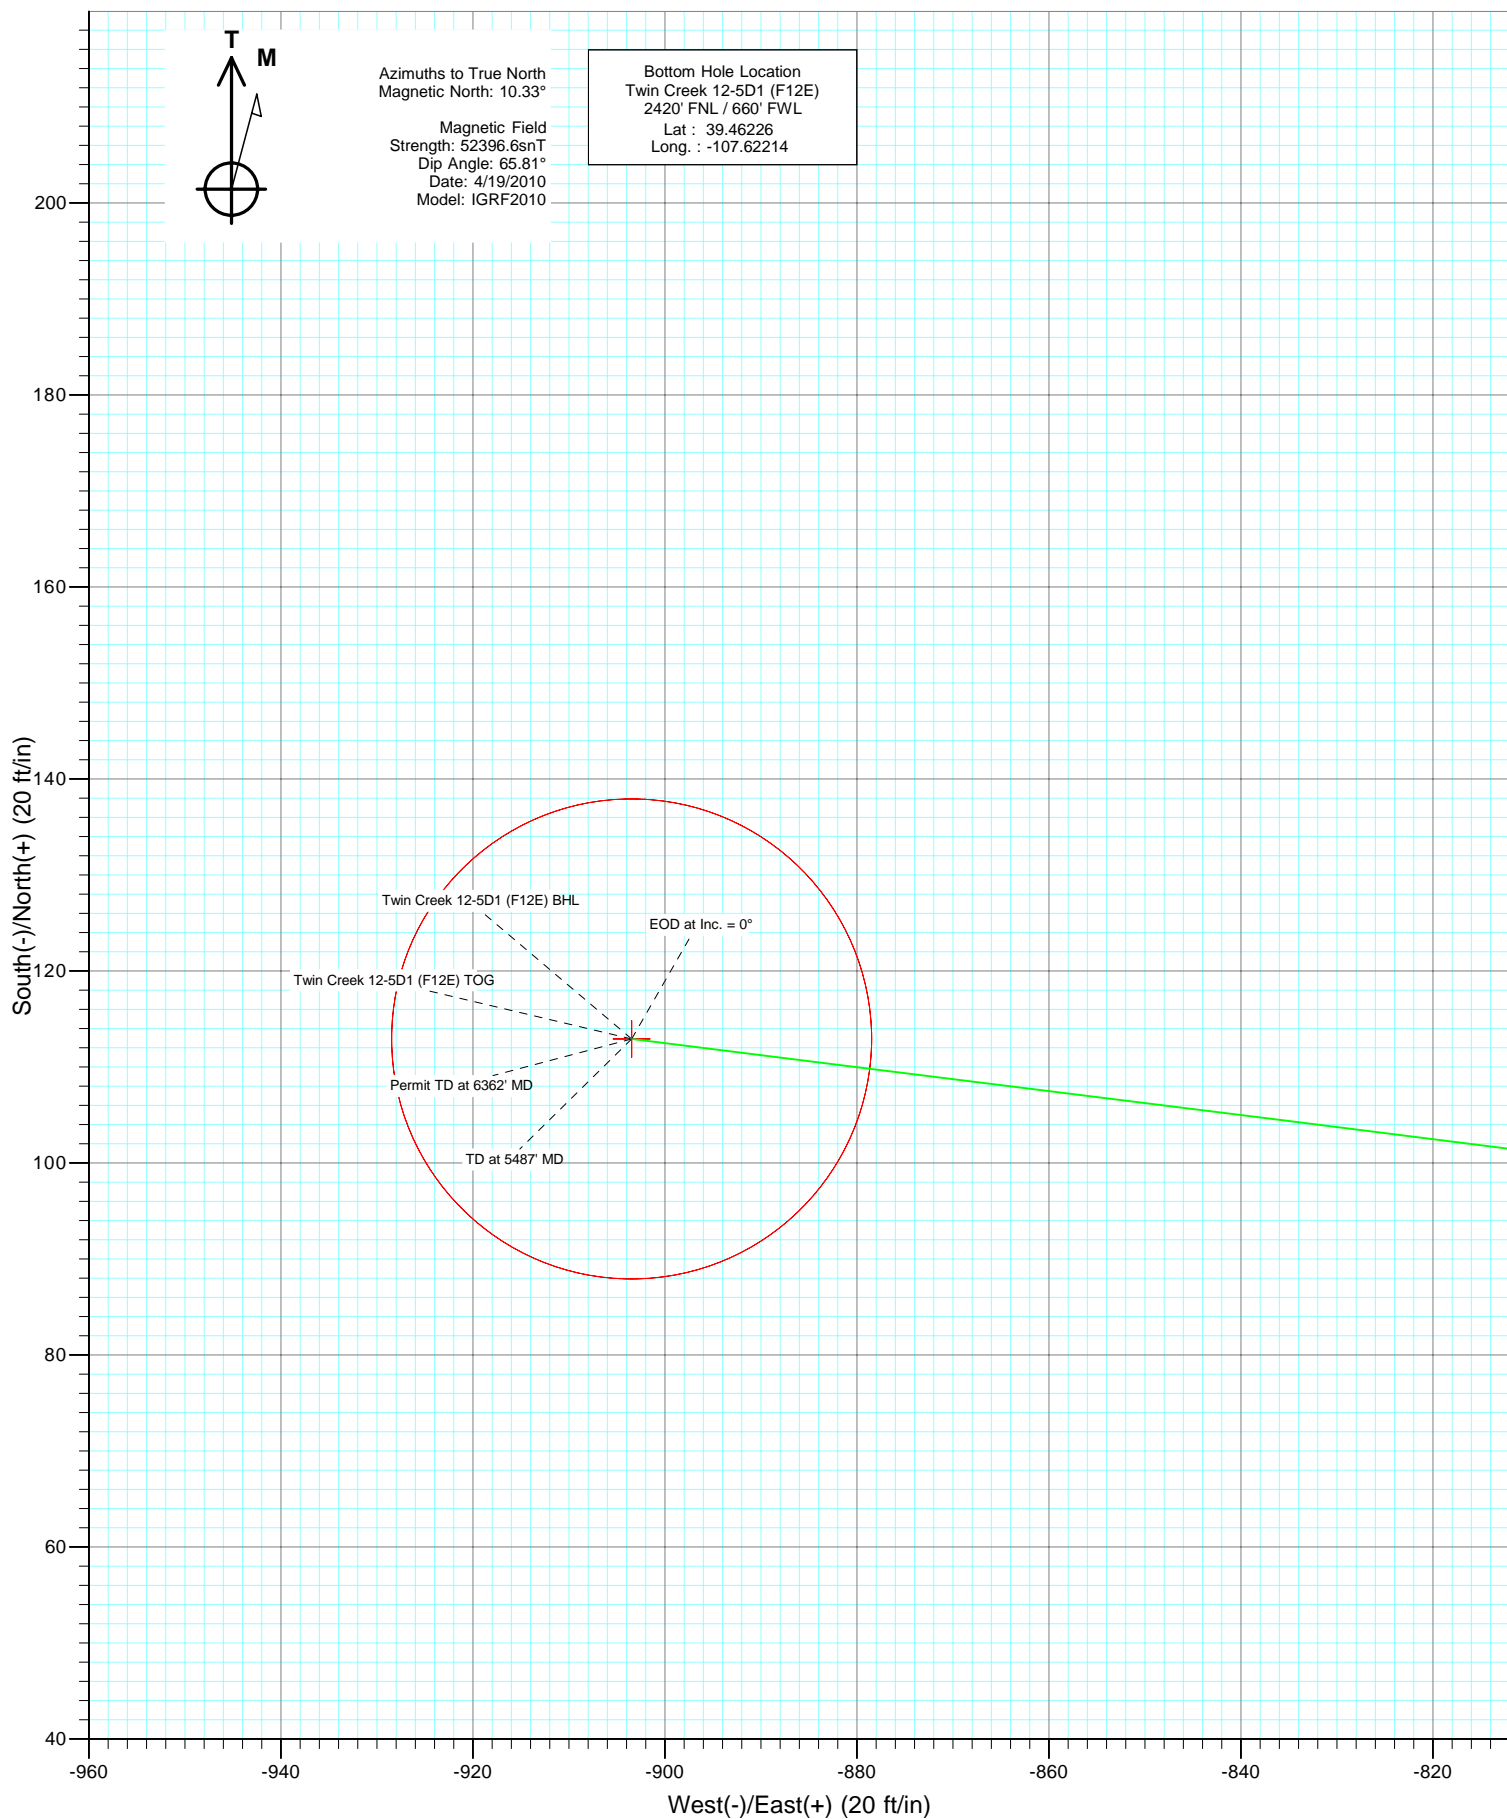 T
M
Azimuths to True North
Magnetic North: 10.33°
Magnetic Field
Strength: 52396.6snT
Dip Angle: 65.81°
Date: 4/19/2010
Model: IGRF2010
Bottom Hole Location
Twin Creek 12-5D1 (F12E)
2420' FNL / 660' FWL
Lat : 39.46226
Long. : -107.62214
200
180
160
140
120
100
80
60
40
South(-)/North(+) (20 ft/in)
Twin Creek 12-5D1 (F12E) BHL
EOD at Inc. = 0°
Twin Creek 12-5D1 (F12E) TOG
Permit TD at 6362' MD
TD at 5487' MD
-960 -940 -920 -900 -880 -860 -840 -820
West(-)/East(+) (20 ft/in)